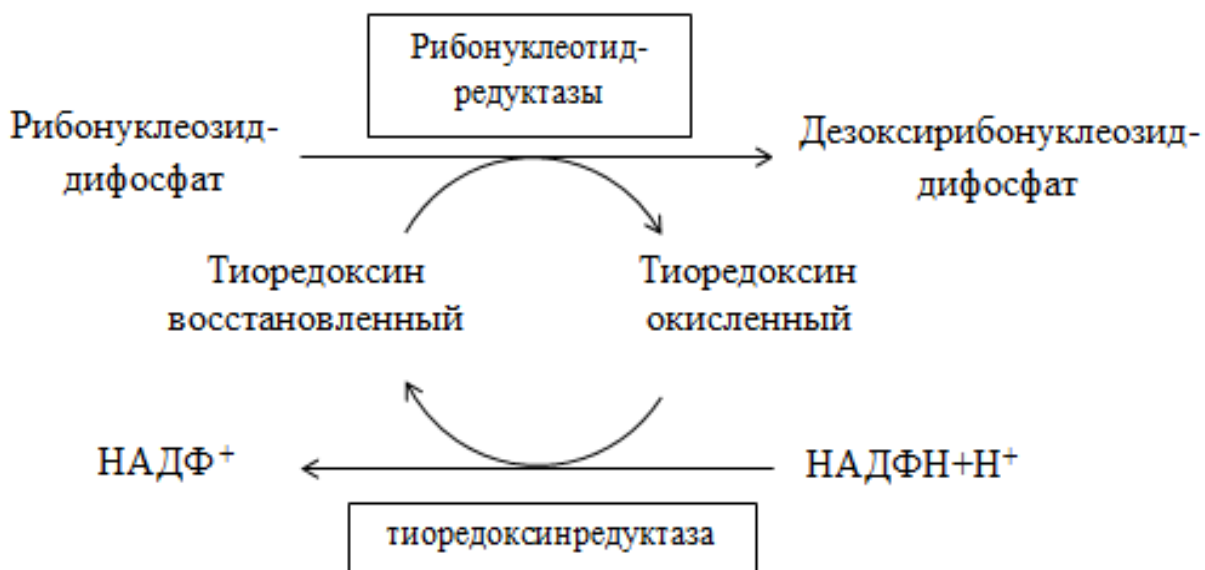 Рибонуклеотид-
редуктазы
Рибонуклеозид-
дифосфат
Дезоксирибонуклеозид-
дифосфат
Тиоредоксин
восстановленный
Тиоредоксин
окисленный
НАДФ⁺
НАДФН+Н⁺
тиоредоксинредуктаза